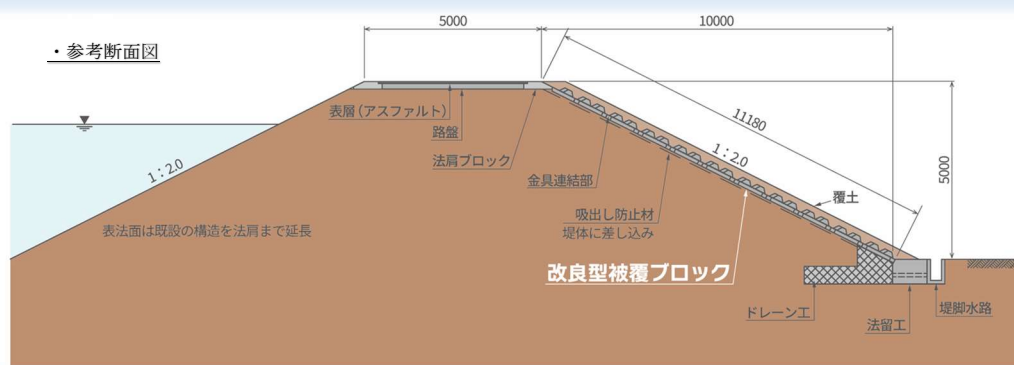 ・参考断面図
5000
10000
11180
5000
1：2.0
1：2.0
表層(アスファルト)
路盤
法肩ブロック
金具連結部
吸出し防止材
堤体に差し込み
覆土
表法面は既設の構造を法肩まで延長
改良型被覆ブロック
ドレーン工
法留工
堤脚水路